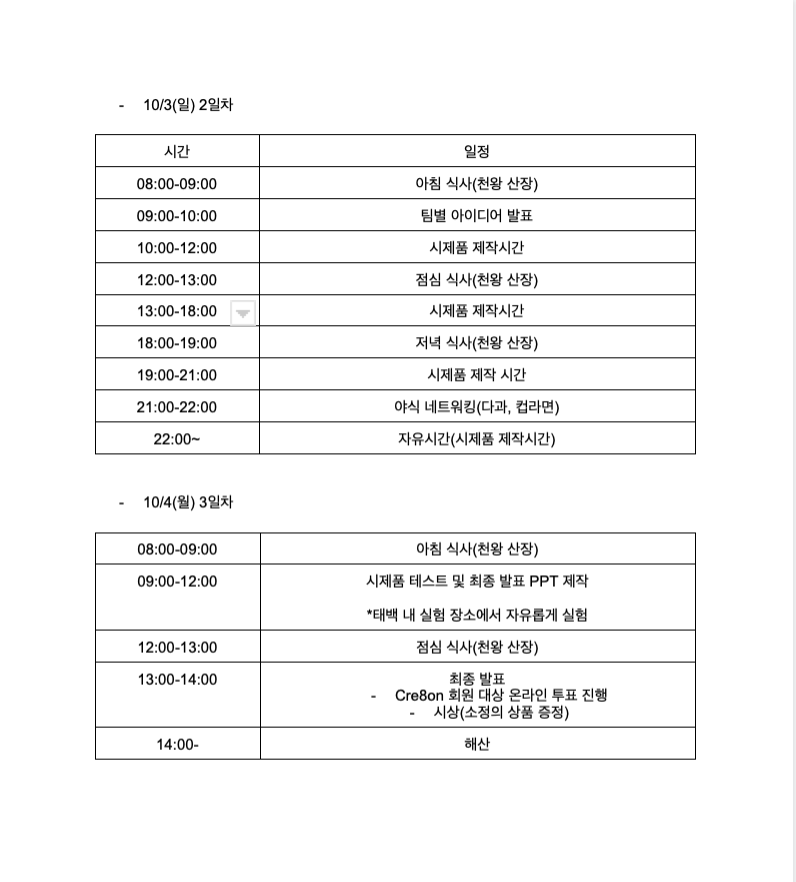 - 10/3(일) 2일차
시간 일정
08:00-09:00 아침 식사(천왕 산장)
09:00-10:00 팀별 아이디어 발표
10:00-12:00 시제품 제작시간
12:00-13:00 점심 식사(천왕 산장)
13:00-18:00 시제품 제작시간
18:00-19:00 저녁 식사(천왕 산장)
19:00-21:00 시제품 제작 시간
21:00-22:00 야식 네트워킹(다과, 컵라면)
22:00~ 자유시간(시제품 제작시간)
- 10/4(월) 3일차
08:00-09:00 아침 식사(천왕 산장)
09:00-12:00 시제품 테스트 및 최종 발표 PPT 제작
*태백 내 실험 장소에서 자유롭게 실험
12:00-13:00 점심 식사(천왕 산장)
13:00-14:00 최종 발표
- Cre8on 회원 대상 온라인 투표 진행
- 시상(소정의 상품 증정)
14:00- 해산